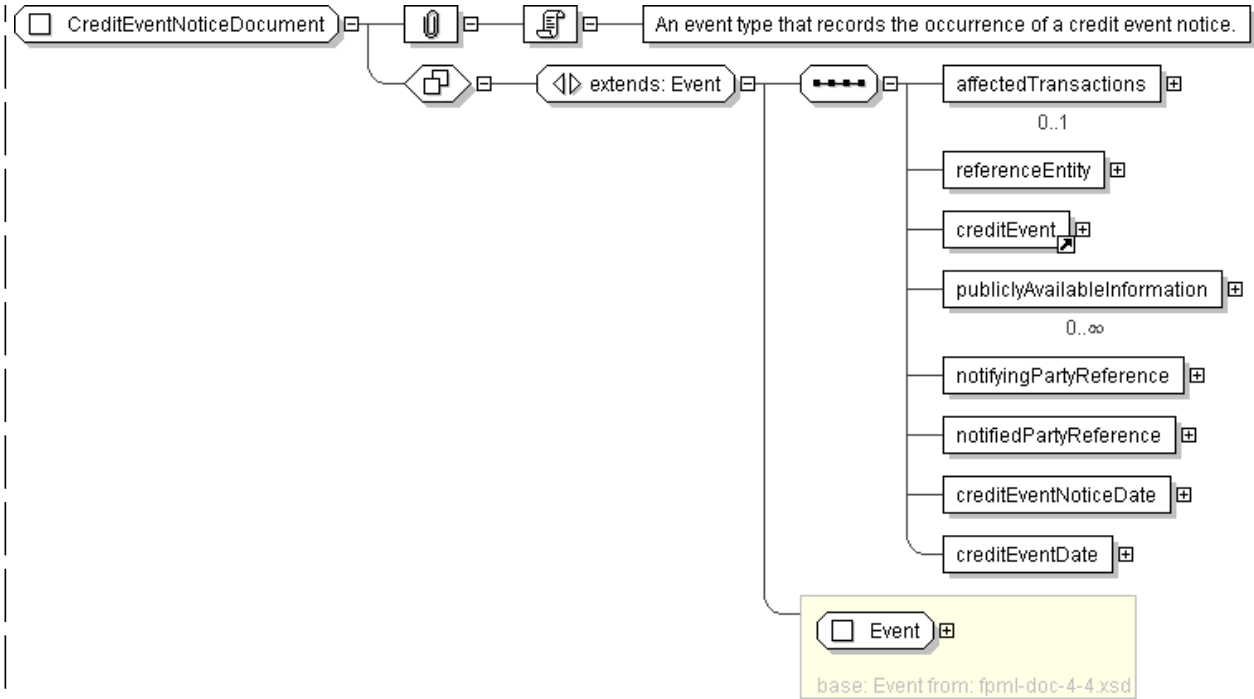 CreditEventNoticeDocument
An event type that records the occurrence of a credit event notice.
extends: Event
affectedTransactions
0..1
referenceEntity
creditEvent
publiclyAvailableInformation
0..∞
notifyingPartyReference
notifiedPartyReference
creditEventNoticeDate
creditEventDate
Event
base: Event from: fpml-doc-4-4.xsd